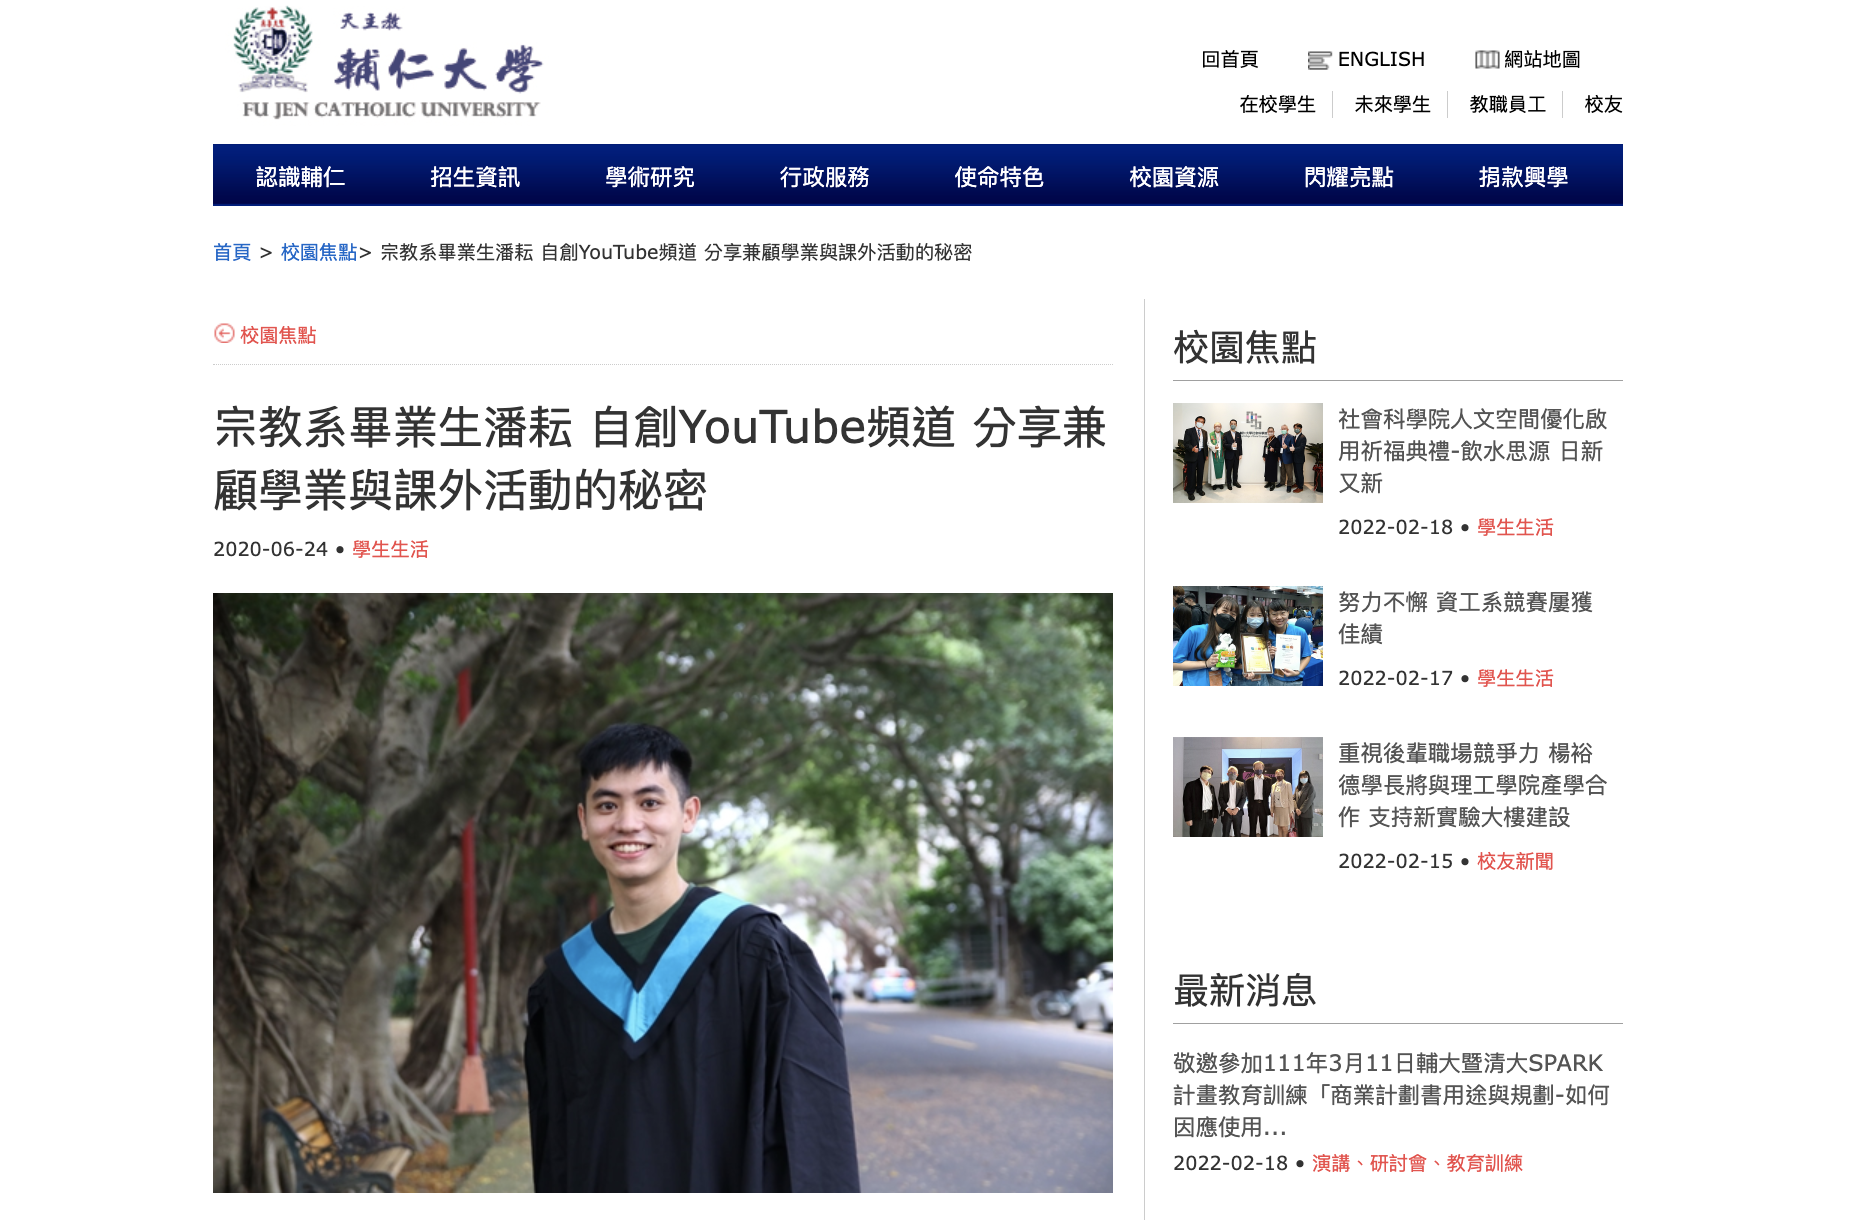 天主教
輔仁大學
FU JEN CATHOLIC UNIVERSITY
回首頁
ENGLISH
網站地圖
在校學生
未來學生
教職員工
校友
認識輔仁
招生資訊
學術研究
行政服務
使命特色
校園資源
閃耀亮點
捐款興學
首頁 > 校園焦點> 宗教系畢業生潘耘 自創YouTube頻道 分享兼顧學業與課外活動的秘密
校園焦點
宗教系畢業生潘耘 自創YouTube頻道 分享兼
顧學業與課外活動的秘密
2020-06-24 • 學生生活
校園焦點
社會科學院人文空間優化啟
用祈福典禮-飲水思源 日新
又新
2022-02-18 • 學生生活
努力不懈 資工系競賽屢獲
佳績
2022-02-17 • 學生生活
重視後輩職場競爭力 楊裕
德學長將與理工學院產學合
作 支持新實驗大樓建設
2022-02-15 • 校友新聞
最新消息
敬邀參加111年3月11日輔大暨清大SPARK
計畫教育訓練「商業計劃書用途與規劃-如何
因應使用...
2022-02-18 • 演講、研討會、教育訓練